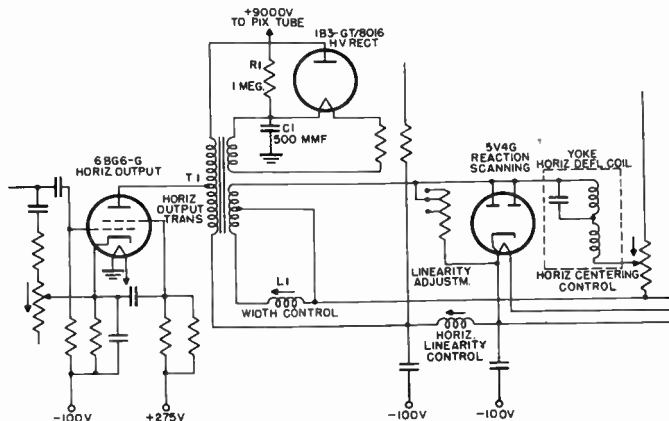 +9000V
TO PIX TUBE
1B3-GT/8016
HV RECT
R1
1 MEG.
C1
500 MMF
6BG6-G
HORIZ OUTPUT
T1
HORIZ
OUTPUT
TRANS
5V4G
REACTION
SCANNING
YOKE
HORIZ DEFL COIL
LINEARITY
ADJUSTM.
HORIZ CENTERING
CONTROL
L1
WIDTH CONTROL
HORIZ
LINEARITY
CONTROL
-100V
+275V
-100V
-100V